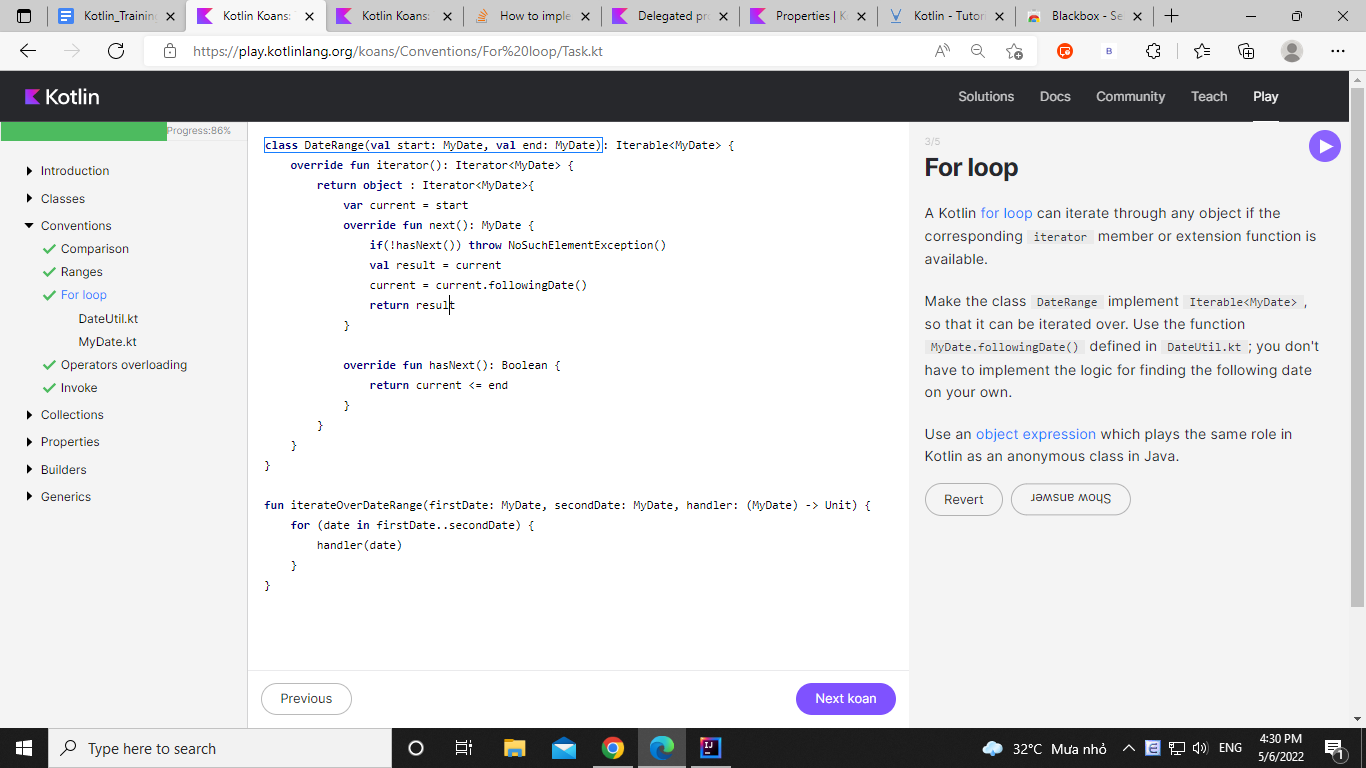 Kotlin_Training
Kotlin Koans:
Kotlin Koans:
How to imple
Delegated pro
Properties | K
Kotlin - Tutor
Blackbox - Se
https://play.kotlinlang.org/koans/Conventions/For%20loop/Task.kt
B
Kotlin
Solutions
Docs
Community
Teach
Play
Progress:86%
Introduction
Classes
Conventions
Comparison
Ranges
For loop
DateUtil.kt
MyDate.kt
Operators overloading
Invoke
Collections
Properties
Builders
Generics
class DateRange(val start: MyDate, val end: MyDate): Iterable<MyDate> {
override fun iterator(): Iterator<MyDate> {
return object : Iterator<MyDate>{
var current = start
override fun next(): MyDate {
if(!hasNext()) throw NoSuchElementException()
val result = current
current = current.followingDate()
return result
}
override fun hasNext(): Boolean {
return current <= end
}
}
}
}
fun iterateOverDateRange(firstDate: MyDate, secondDate: MyDate, handler: (MyDate) -> Unit) {
for (date in firstDate..secondDate) {
handler(date)
}
}
Previous
Next koan
3/5
For loop
A Kotlin for loop can iterate through any object if the
corresponding iterator member or extension function is
available.
Make the class DateRange implement Iterable<MyDate> ,
so that it can be iterated over. Use the function
MyDate.followingDate() defined in DateUtil.kt ; you don't
have to implement the logic for finding the following date
on your own.
Use an object expression which plays the same role in
Kotlin as an anonymous class in Java.
Revert
Show answer
Type here to search
32°C Mưa nhỏ
ENG
4:30 PM
5/6/2022
1